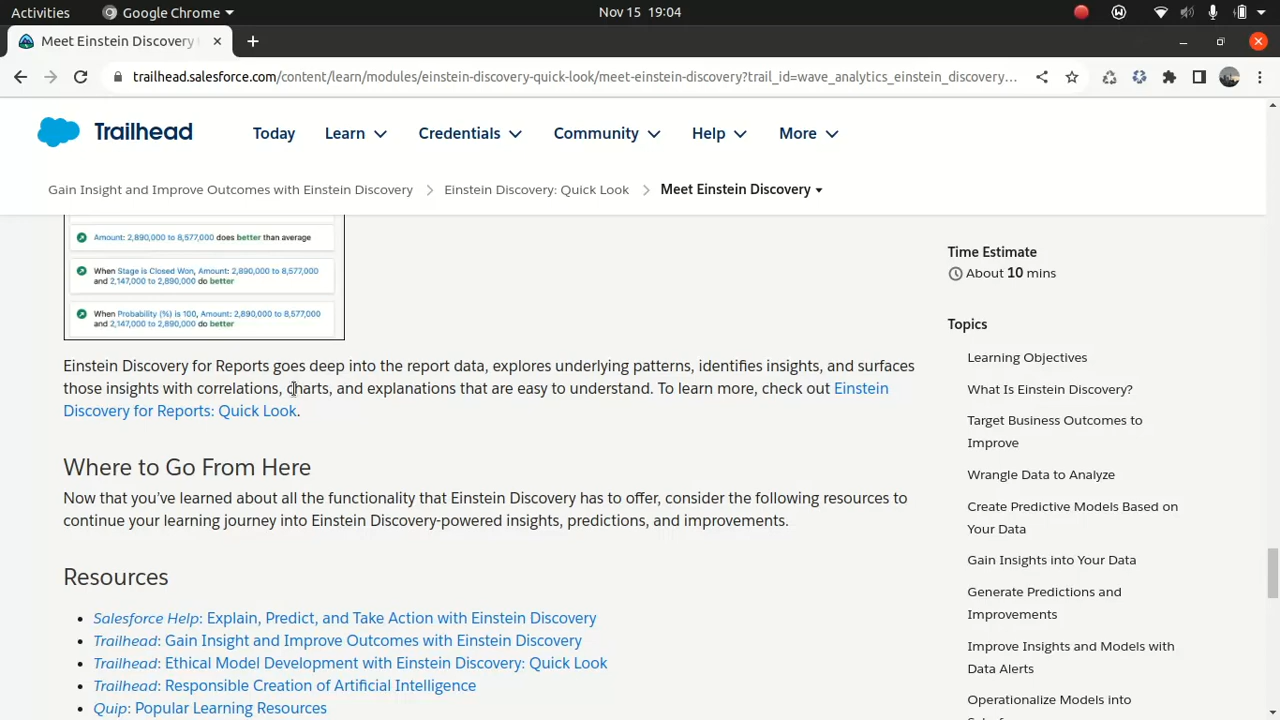 Activities
Google Chrome
Nov 15 19:04
Meet Einstein Discovery
trailhead.salesforce.com/content/learn/modules/einstein-discovery-quick-look/meet-einstein-discovery?trail_id=wave_analytics_einstein_discovery…
Trailhead
Today
Learn
Credentials
Community
Help
More
Gain Insight and Improve Outcomes with Einstein Discovery
Einstein Discovery: Quick Look
Meet Einstein Discovery
Amount: 2,890,000 to 8,577,000 does better than average
When Stage is Closed Won, Amount: 2,890,000 to 8,577,000
and 2,147,000 to 2,890,000 do better
When Probability (%) is 100, Amount: 2,890,000 to 8,577,000
and 2,147,000 to 2,890,000 do better
Einstein Discovery for Reports goes deep into the report data, explores underlying patterns, identifies insights, and surfaces
those insights with correlations, charts, and explanations that are easy to understand. To learn more, check out Einstein
Discovery for Reports: Quick Look.
Where to Go From Here
Now that you’ve learned about all the functionality that Einstein Discovery has to offer, consider the following resources to
continue your learning journey into Einstein Discovery-powered insights, predictions, and improvements.
Resources
• Salesforce Help: Explain, Predict, and Take Action with Einstein Discovery
• Trailhead: Gain Insight and Improve Outcomes with Einstein Discovery
• Trailhead: Ethical Model Development with Einstein Discovery: Quick Look
• Trailhead: Responsible Creation of Artificial Intelligence
• Quip: Popular Learning Resources
Time Estimate
About 10 mins
Topics
Learning Objectives
What Is Einstein Discovery?
Target Business Outcomes to
Improve
Wrangle Data to Analyze
Create Predictive Models Based on
Your Data
Gain Insights into Your Data
Generate Predictions and
Improvements
Improve Insights and Models with
Data Alerts
Operationalize Models into